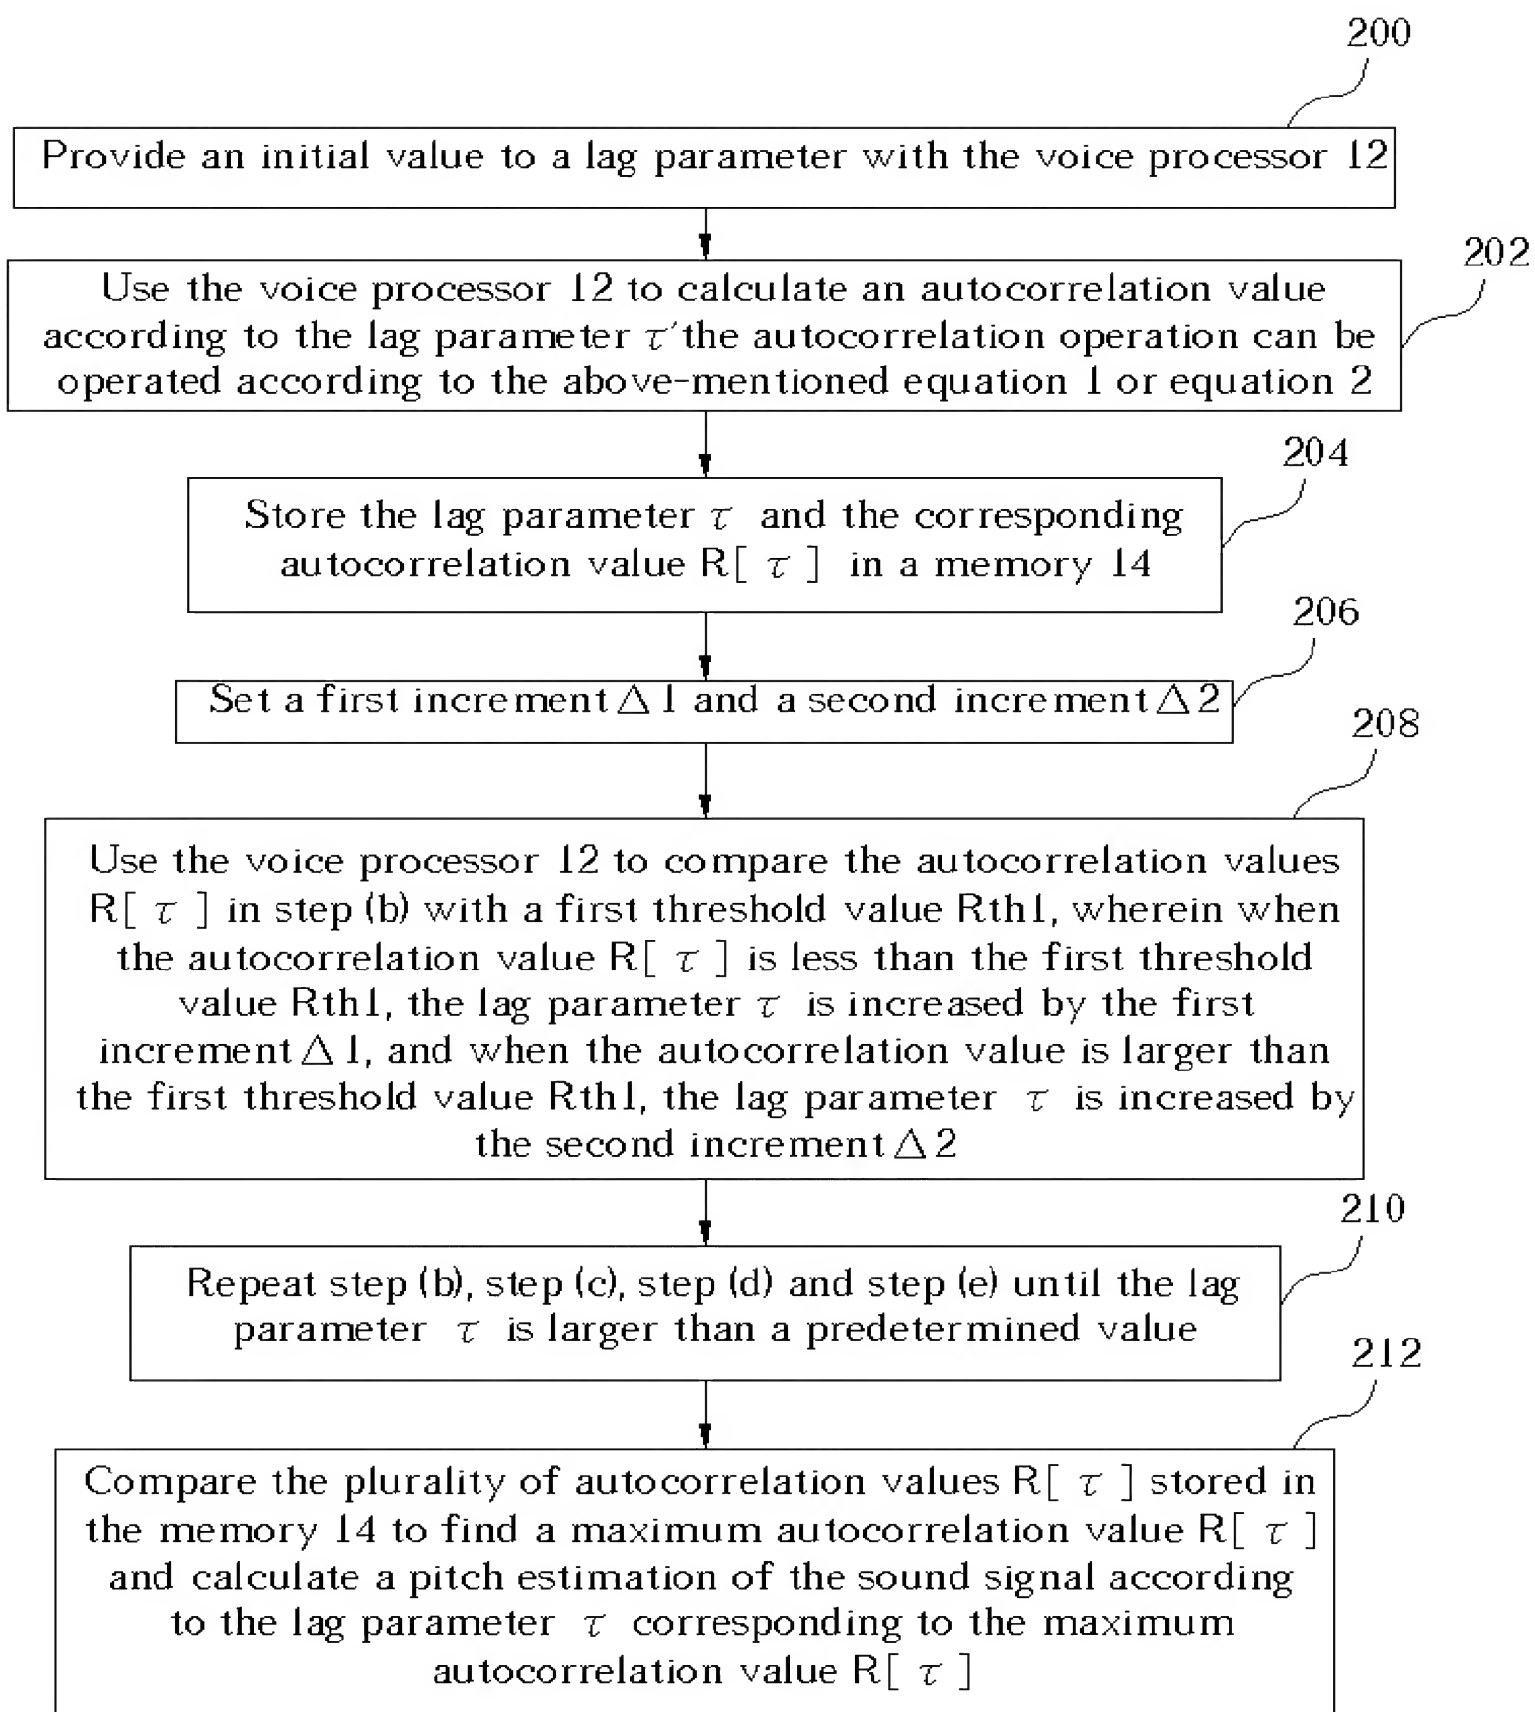 200
Provide an initial value to a lag parameter with the voice processor 12
202
Use the voice processor 12 to calculate an autocorrelation value
according to the lag parameter τ′the autocorrelation operation can be
operated according to the above-mentioned equation 1 or equation 2
204
Store the lag parameter τ and the corresponding
autocorrelation value R[ τ ] in a memory 14
206
Set a first increment Δ1 and a second increment Δ2
208
Use the voice processor 12 to compare the autocorrelation values
R[ τ ] in step (b) with a first threshold value Rth1, wherein when
the autocorrelation value R[ τ ] is less than the first threshold
value Rth1, the lag parameter τ is increased by the first
increment Δ1, and when the autocorrelation value is larger than
the first threshold value Rth1, the lag parameter τ is increased by
the second increment Δ2
210
Repeat step (b), step (c), step (d) and step (e) until the lag
parameter τ is larger than a predetermined value
212
Compare the plurality of autocorrelation values R[ τ ] stored in
the memory 14 to find a maximum autocorrelation value R[ τ ]
and calculate a pitch estimation of the sound signal according
to the lag parameter τ corresponding to the maximum
autocorrelation value R[ τ ]